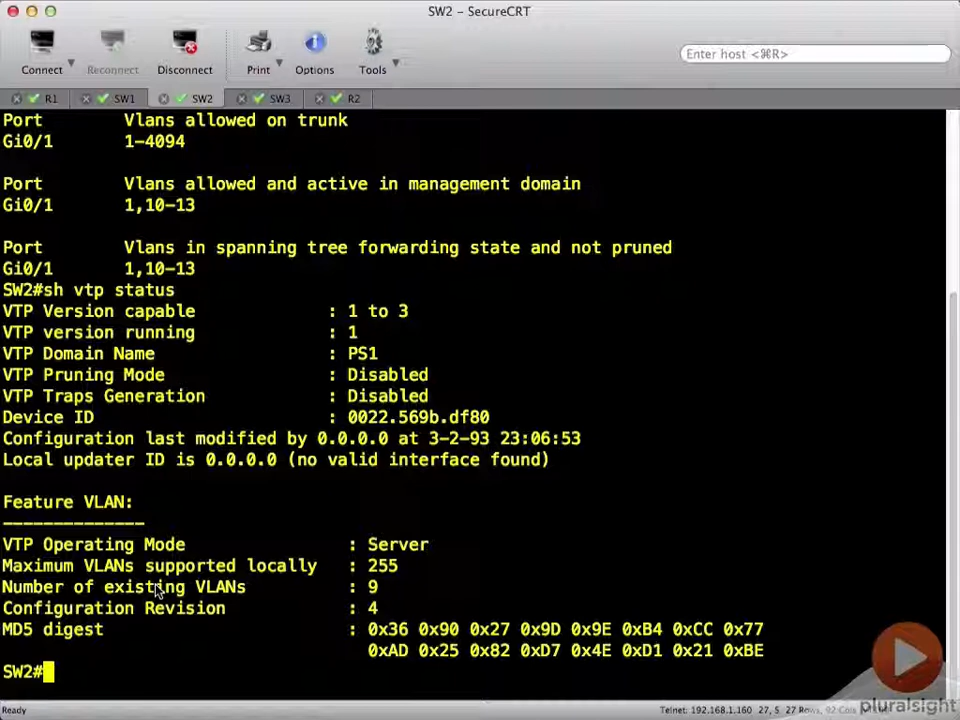 SW2 – SecureCRT
Connect
Reconnect
Disconnect
Print
Options
Tools
Enter host <⌘R>
R1
SW1
SW2
SW3
R2
Port Vlans allowed on trunk
Gi0/1 1-4094
Port Vlans allowed and active in management domain
Gi0/1 1,10-13
Port Vlans in spanning tree forwarding state and not pruned
Gi0/1 1,10-13
SW2#sh vtp status
VTP Version capable : 1 to 3
VTP version running : 1
VTP Domain Name : PS1
VTP Pruning Mode : Disabled
VTP Traps Generation : Disabled
Device ID : 0022.569b.df80
Configuration last modified by 0.0.0.0 at 3-2-93 23:06:53
Local updater ID is 0.0.0.0 (no valid interface found)
Feature VLAN:
--------------
VTP Operating Mode : Server
Maximum VLANs supported locally : 255
Number of existing VLANs : 9
Configuration Revision : 4
MD5 digest : 0x36 0x90 0x27 0x9D 0x9E 0xB4 0xCC 0x77
0xAD 0x25 0x82 0xD7 0x4E 0xD1 0x21 0xBE
SW2#
Ready
Telnet: 192.168.1.160 27, 5 27 Rows, 92 Cols
pluralsight